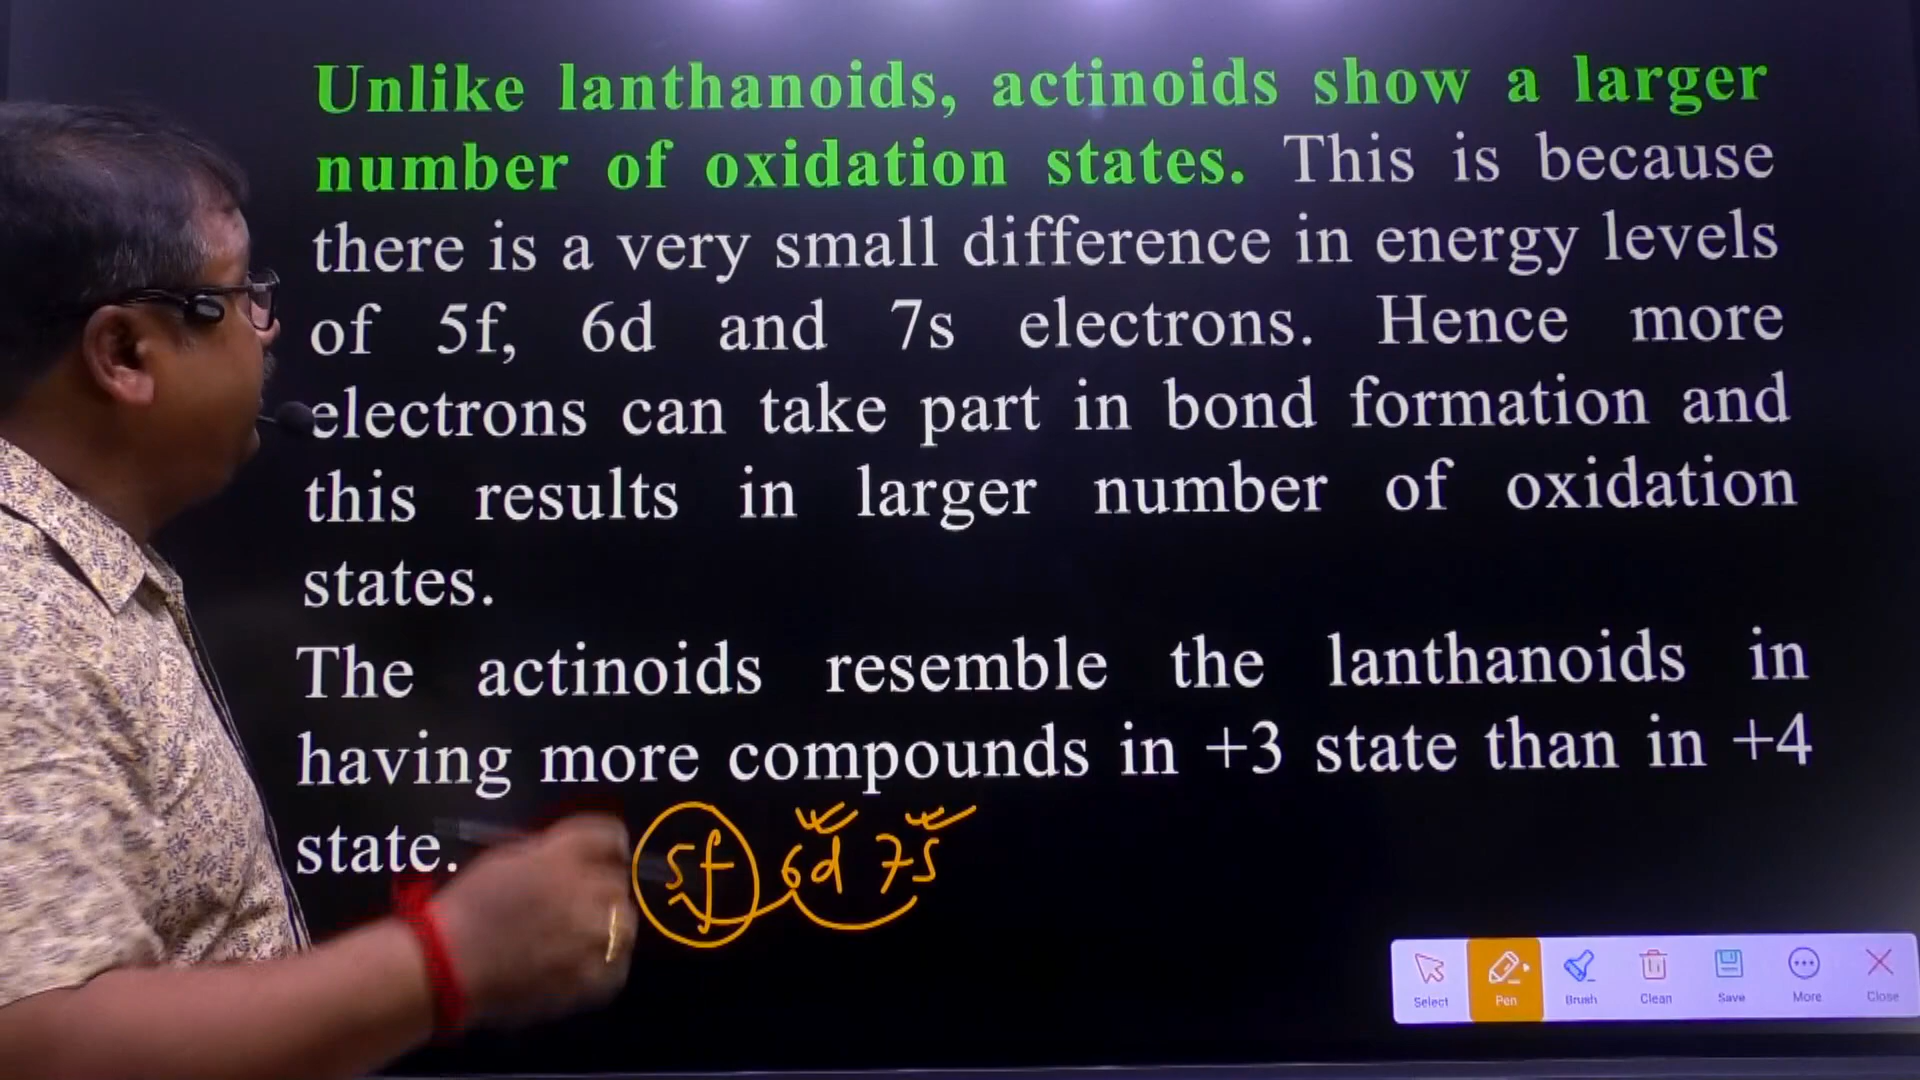 Unlike lanthanoids, actinoids show a larger
number of oxidation states. This is because
there is a very small difference in energy levels
of 5f, 6d and 7s electrons. Hence more
electrons can take part in bond formation and
this results in larger number of oxidation
states.
The actinoids resemble the lanthanoids in
having more compounds in +3 state than in +4
state.
5f 6d 7s
Select Pen Brush Clean Save More Close